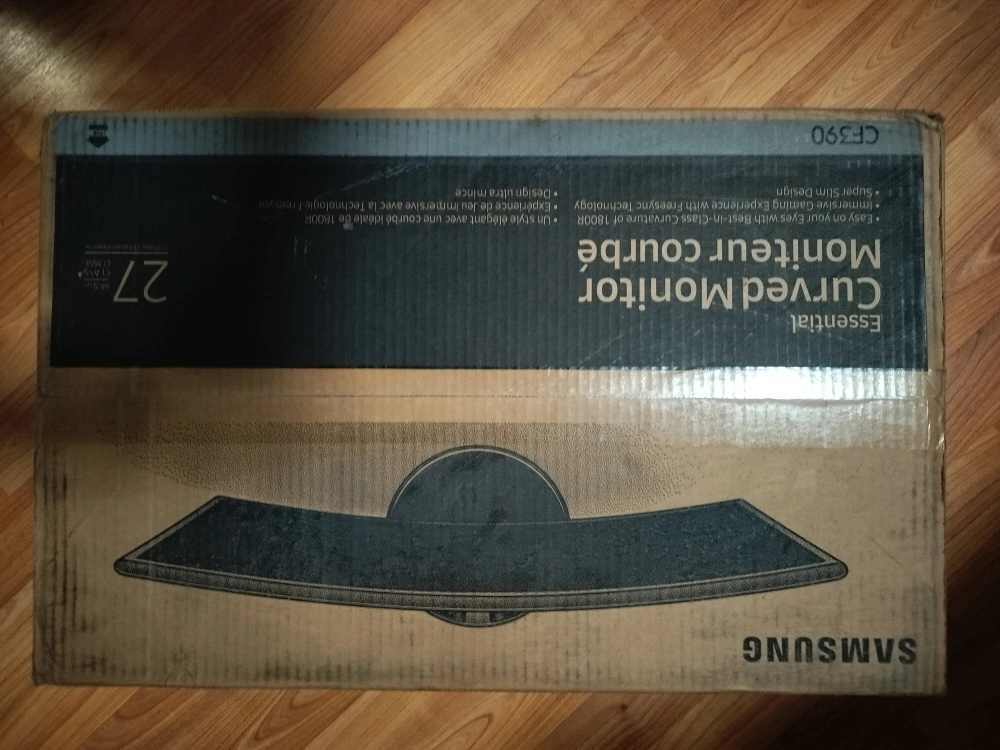 SAMSUNG
Essential
Curved Monitor
Moniteur courbé
• Easy on your Eyes with Best-in-Class Curvature of 1800R
• Immersive Gaming Experience with Freesync Technology
• Super Slim Design
• Un style élégant avec une courbé idéale de 1800R
• Expérience de Jeu Immersive avec la Technologie Freesync
• Design ultra mince
27
CLASS
CF390